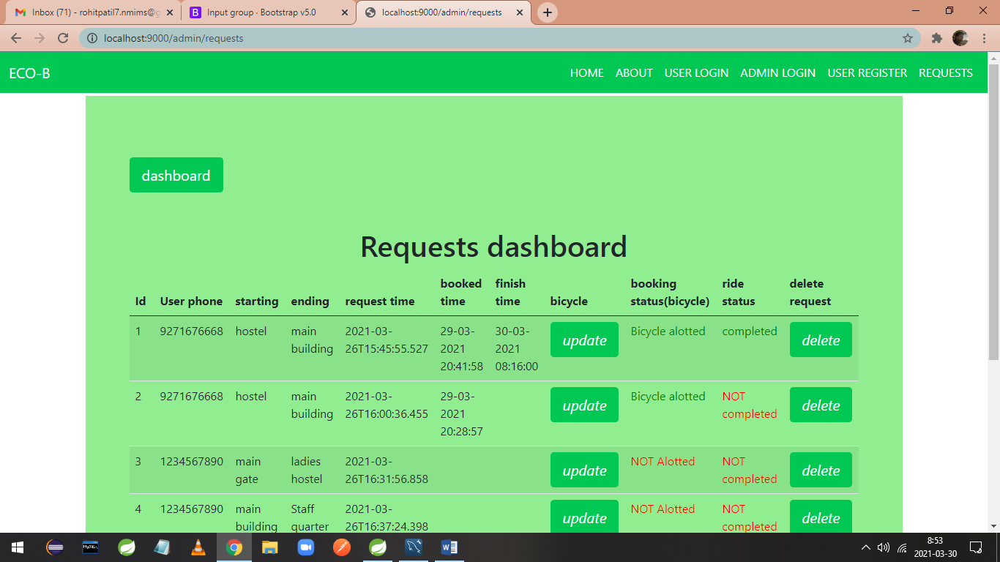 Inbox (71) - rohitpatil7.nmims@g
Input group · Bootstrap v5.0
localhost:9000/admin/requests
localhost:9000/admin/requests
ECO-B HOME ABOUT USER LOGIN ADMIN LOGIN USER REGISTER REQUESTS
dashboard
Requests dashboard
Id User phone starting ending request time booked time finish time bicycle booking status(bicycle) ride status delete request
1 9271676668 hostel main building 2021-03-26T15:45:55.527 29-03-2021 20:41:58 30-03-2021 08:16:00 update Bicycle alotted completed delete
2 9271676668 hostel main building 2021-03-26T16:00:36.455 29-03-2021 20:28:57 update Bicycle alotted NOT completed delete
3 1234567890 main gate ladies hostel 2021-03-26T16:31:56.858 update NOT Alotted NOT completed delete
4 1234567890 main building Staff quarter 2021-03-26T16:37:24.398 update NOT Alotted NOT completed delete
8:53
2021-03-30